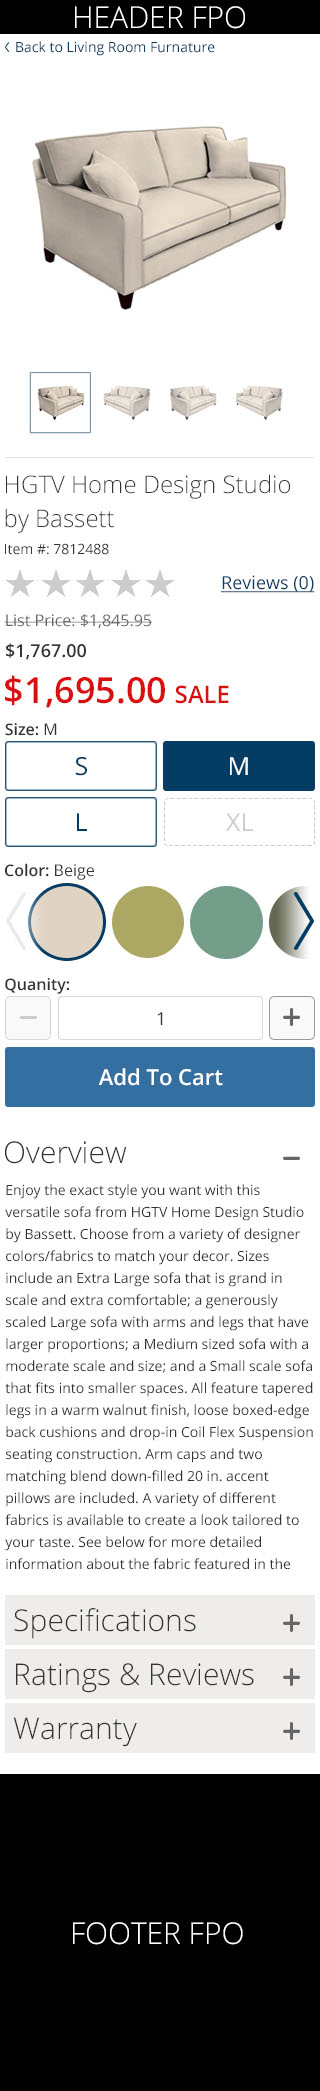 HEADER FPO
Back to Living Room Furnature
HGTV Home Design Studio
by Bassett
Item #: 7812488
Reviews (0)
List Price: $1,845.95
$1,767.00
$1,695.00 SALE
Size: M
S
M
L
XL
Color: Beige
Quanity:
1
Add To Cart
Overview
Enjoy the exact style you want with this
versatile sofa from HGTV Home Design Studio
by Bassett. Choose from a variety of designer
colors/fabrics to match your decor. Sizes
include an Extra Large sofa that is grand in
scale and extra comfortable; a generously
scaled Large sofa with arms and legs that have
larger proportions; a Medium sized sofa with a
moderate scale and size; and a Small scale sofa
that fits into smaller spaces. All feature tapered
legs in a warm walnut finish, loose boxed-edge
back cushions and drop-in Coil Flex Suspension
seating construction. Arm caps and two
matching blend down-filled 20 in. accent
pillows are included. A variety of different
fabrics is available to create a look tailored to
your taste. See below for more detailed
information about the fabric featured in the
Specifications
Ratings & Reviews
Warranty
FOOTER FPO